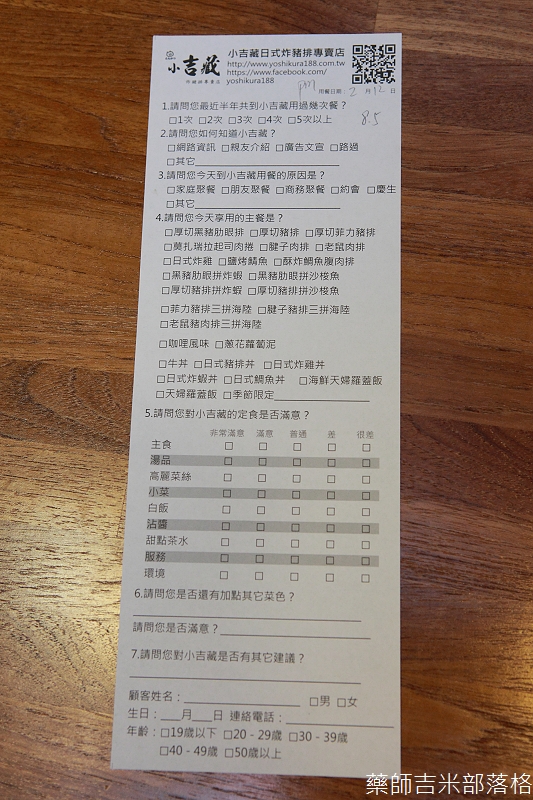 小吉藏
小吉藏日式炸豬排專賣店
http://www.yoshikura188.com.tw
https://www.facebook.com/
yoshikura188
PM 用餐日期：2 月 12 日
8.5
1.請問您最近半年共到小吉藏用過幾次餐？
□1次 □2次 □3次 □4次 □5次以上
2.請問您如何知道小吉藏？
□網路資訊 □親友介紹 □廣告文宣 □路過
□其它
3.請問您今天到小吉藏用餐的原因是？
□家庭聚餐 □朋友聚餐 □商務聚餐 □約會 □慶生
□其它
4.請問您今天享用的主餐是？
□厚切黑豬肋眼排 □厚切豬排 □厚切菲力豬排
□莫扎瑞拉起司肉捲 □腱子肉排 □老鼠肉排
□日式炸雞 □鹽烤鯖魚 □酥炸鯛魚腹肉排
□黑豬肋眼拼炸蝦 □黑豬肋眼拼沙梭魚
□厚切豬排拼炸蝦 □厚切豬排拼沙梭魚
□菲力豬排三拼海陸 □腱子豬排三拼海陸
□老鼠豬肉排三拼海陸
□咖哩風味 □蔥花蘿蔔泥
□牛丼 □日式豬排丼 □日式炸雞丼
□日式炸蝦丼 □日式鯛魚丼 □海鮮天婦羅蓋飯
□天婦羅蓋飯 □季節限定
5.請問您對小吉藏的定食是否滿意？
非常滿意 滿意 普通 差 很差
主食 □ □ □ □ □
湯品 □ □ □ □ □
高麗菜絲 □ □ □ □ □
小菜 □ □ □ □ □
白飯 □ □ □ □ □
沾醬 □ □ □ □ □
甜點茶水 □ □ □ □ □
服務 □ □ □ □ □
環境 □ □ □ □ □
6.請問您是否還有加點其它菜色？
請問您是否滿意？
7.請問您對小吉藏是否有其它建議？
顧客姓名： □男 □女
生日：___月___日 連絡電話：
年齡：□19歲以下 □20 - 29歲 □30 - 39歲
□40 - 49歲 □50歲以上
藥師吉米部落格